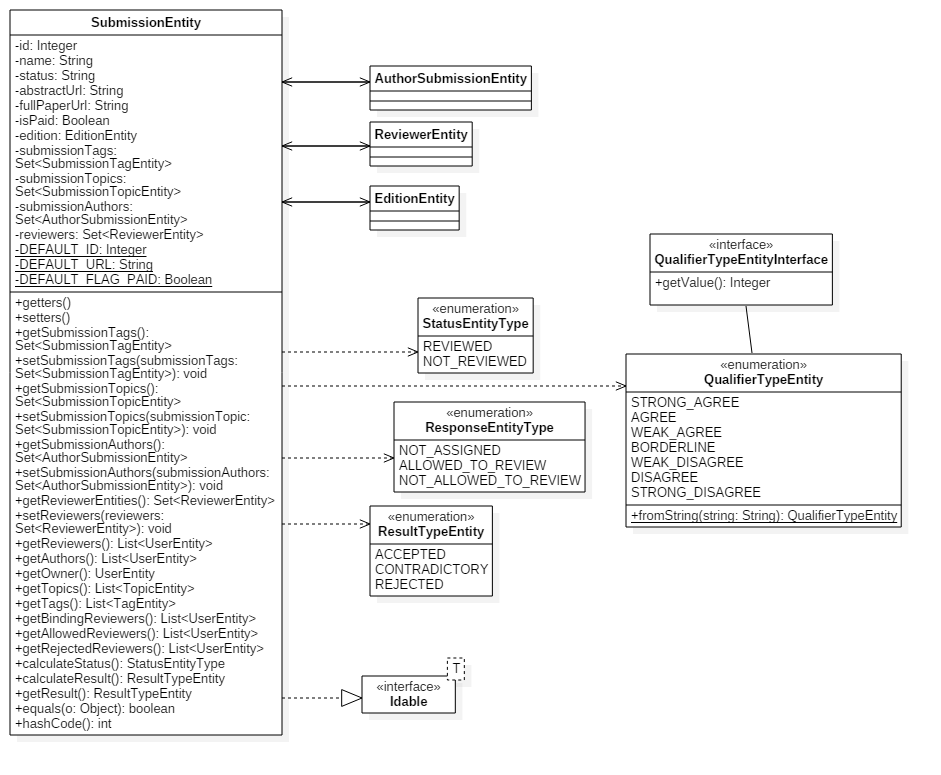 SubmissionEntity
-id: Integer
-name: String
-status: String
-abstractUrl: String
-fullPaperUrl: String
-isPaid: Boolean
-edition: EditionEntity
-submissionTags:
Set<SubmissionTagEntity>
-submissionTopics:
Set<SubmissionTopicEntity>
-submissionAuthors:
Set<AuthorSubmissionEntity>
-reviewers: Set<ReviewerEntity>
-DEFAULT_ID: Integer
-DEFAULT_URL: String
-DEFAULT_FLAG_PAID: Boolean
+getters()
+setters()
+getSubmissionTags():
Set<SubmissionTagEntity>
+setSubmissionTags(submissionTags:
Set<SubmissionTagEntity>): void
+getSubmissionTopics():
Set<SubmissionTopicEntity>
+setSubmissionTopics(submissionTopic:
Set<SubmissionTopicEntity>): void
+getSubmissionAuthors():
Set<AuthorSubmissionEntity>
+setSubmissionAuthors(submissionAuthors:
Set<AuthorSubmissionEntity>): void
+getReviewerEntities(): Set<ReviewerEntity>
+setReviewers(reviewers:
Set<ReviewerEntity>): void
+getReviewers(): List<UserEntity>
+getAuthors(): List<UserEntity>
+getOwner(): UserEntity
+getTopics(): List<TopicEntity>
+getTags(): List<TagEntity>
+getBindingReviewers(): List<UserEntity>
+getAllowedReviewers(): List<UserEntity>
+getRejectedReviewers(): List<UserEntity>
+calculateStatus(): StatusEntityType
+calculateResult(): ResultTypeEntity
+getResult(): ResultTypeEntity
+equals(o: Object): boolean
+hashCode(): int
AuthorSubmissionEntity
ReviewerEntity
EditionEntity
«interface»
QualifierTypeEntityInterface
+getValue(): Integer
«enumeration»
StatusEntityType
REVIEWED
NOT_REVIEWED
«enumeration»
QualifierTypeEntity
STRONG_AGREE
AGREE
WEAK_AGREE
BORDERLINE
WEAK_DISAGREE
DISAGREE
STRONG_DISAGREE
+fromString(string: String): QualifierTypeEntity
«enumeration»
ResponseEntityType
NOT_ASSIGNED
ALLOWED_TO_REVIEW
NOT_ALLOWED_TO_REVIEW
«enumeration»
ResultTypeEntity
ACCEPTED
CONTRADICTORY
REJECTED
T
«interface»
Idable